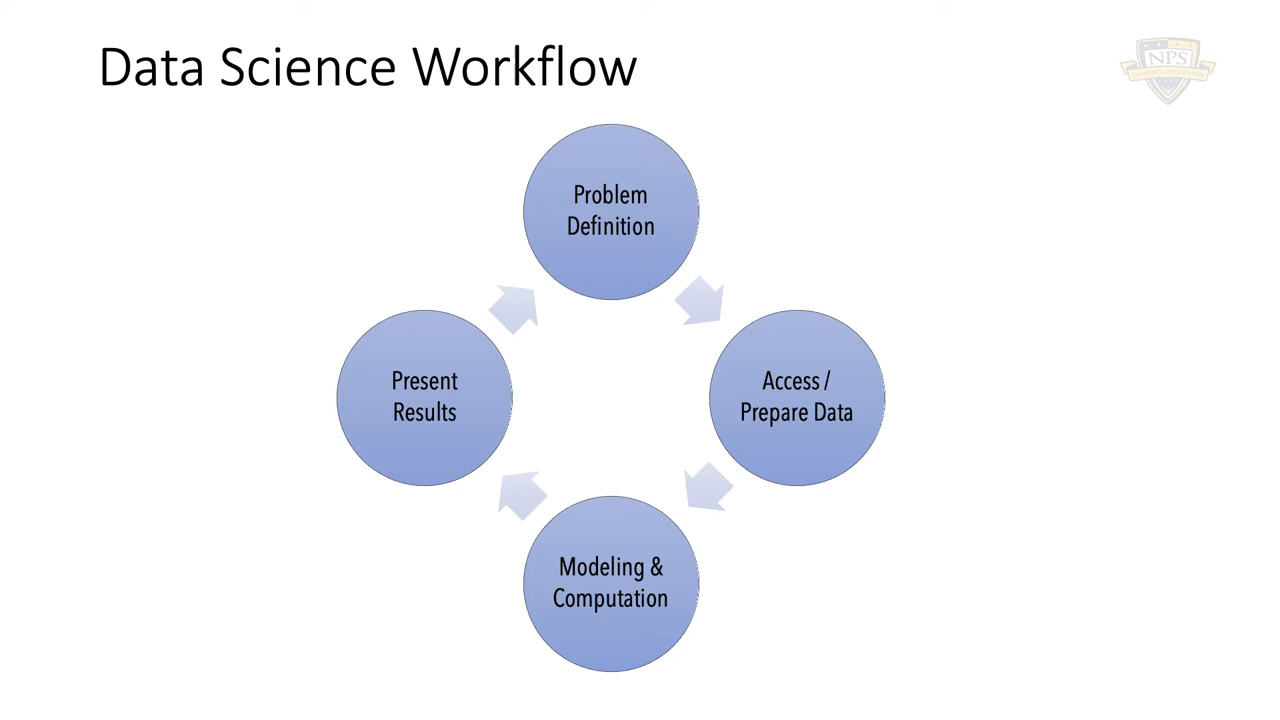 Data Science Workflow
NPS
Problem
Definition
Access /
Prepare Data
Modeling &
Computation
Present
Results